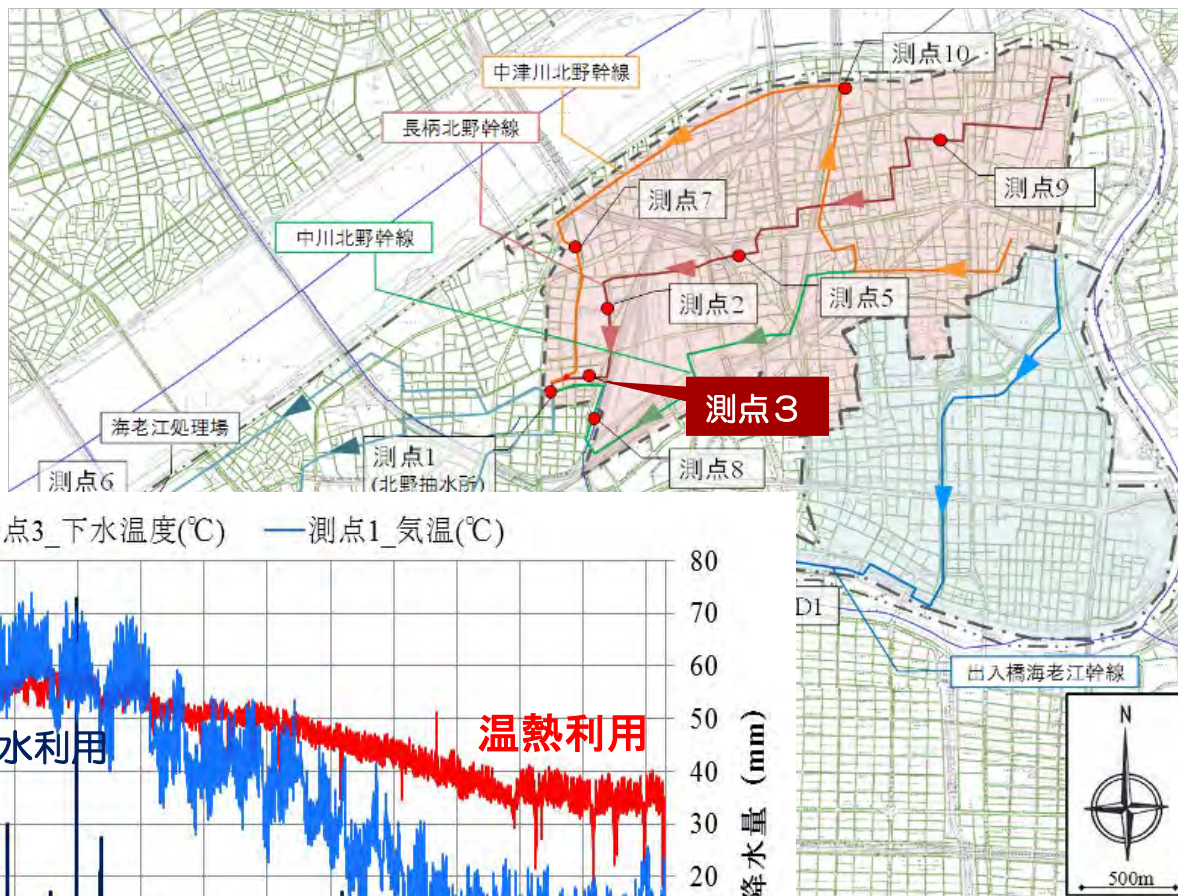 測点10
中津川北野幹線
長柄北野幹線
測点9
測点7
中川北野幹線
測点5
測点2
測点3
海老江処理場
測点1
(北野抽水所)
測点8
測点6
点3_下水温度(℃) 測点1_気温(℃)
80
70
D1
60
出入橋海老江幹線
温熱利用
50
水利用
40
30
20
降水量 (mm)
N
500m